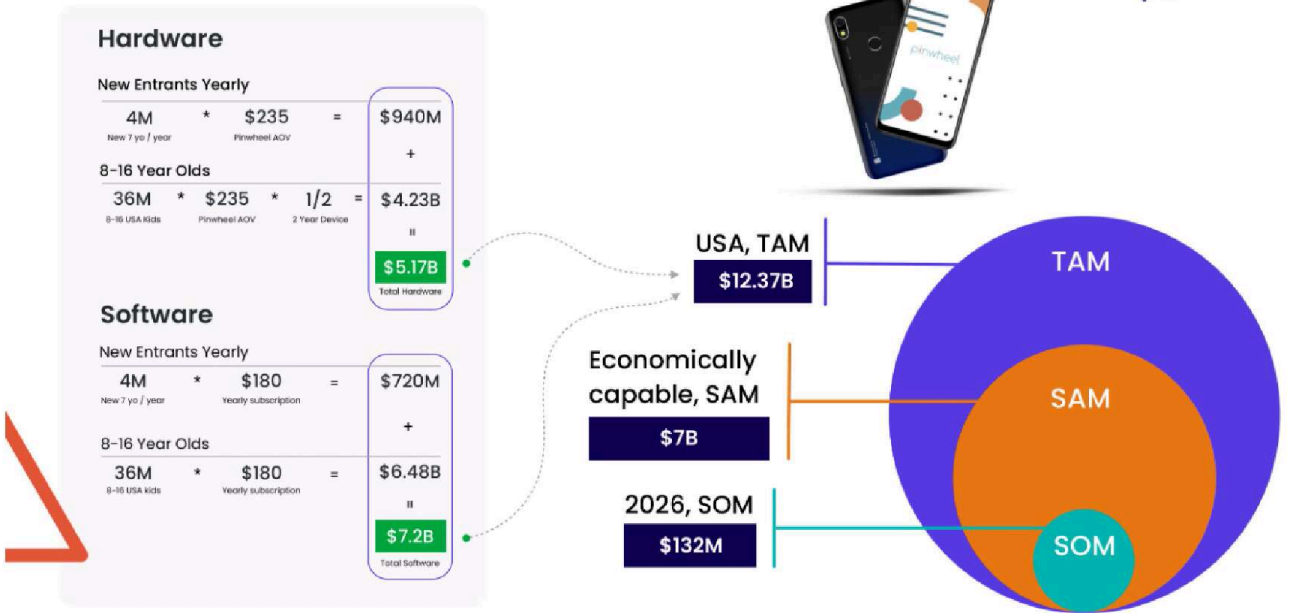 Hardware
New Entrants Yearly
4M * $235 = $940M
New 7 yo / year Pinwheel AOV
+
8-16 Year Olds
36M * $235 * 1/2 = $4.23B
8-16 USA Kids Pinwheel AOV 2 Year Device
=
$5.17B
Total Hardware
Software
New Entrants Yearly
4M * $180 = $720M
New 7 yo / year Yearly subscription
+
8-16 Year Olds
36M * $180 = $6.48B
8-16 USA kids Yearly subscription
=
$7.2B
Total Software
pinwheel
USA, TAM
$12.37B
Economically
capable, SAM
$7B
2026, SOM
$132M
TAM
SAM
SOM